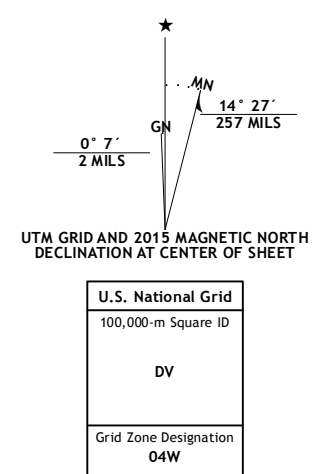 ★
MN
GN
14° 27´
257 MILS
0° 7´
2 MILS
UTM GRID AND 2015 MAGNETIC NORTH
DECLINATION AT CENTER OF SHEET
U.S. National Grid
100,000-m Square ID
DV
Grid Zone Designation
04W